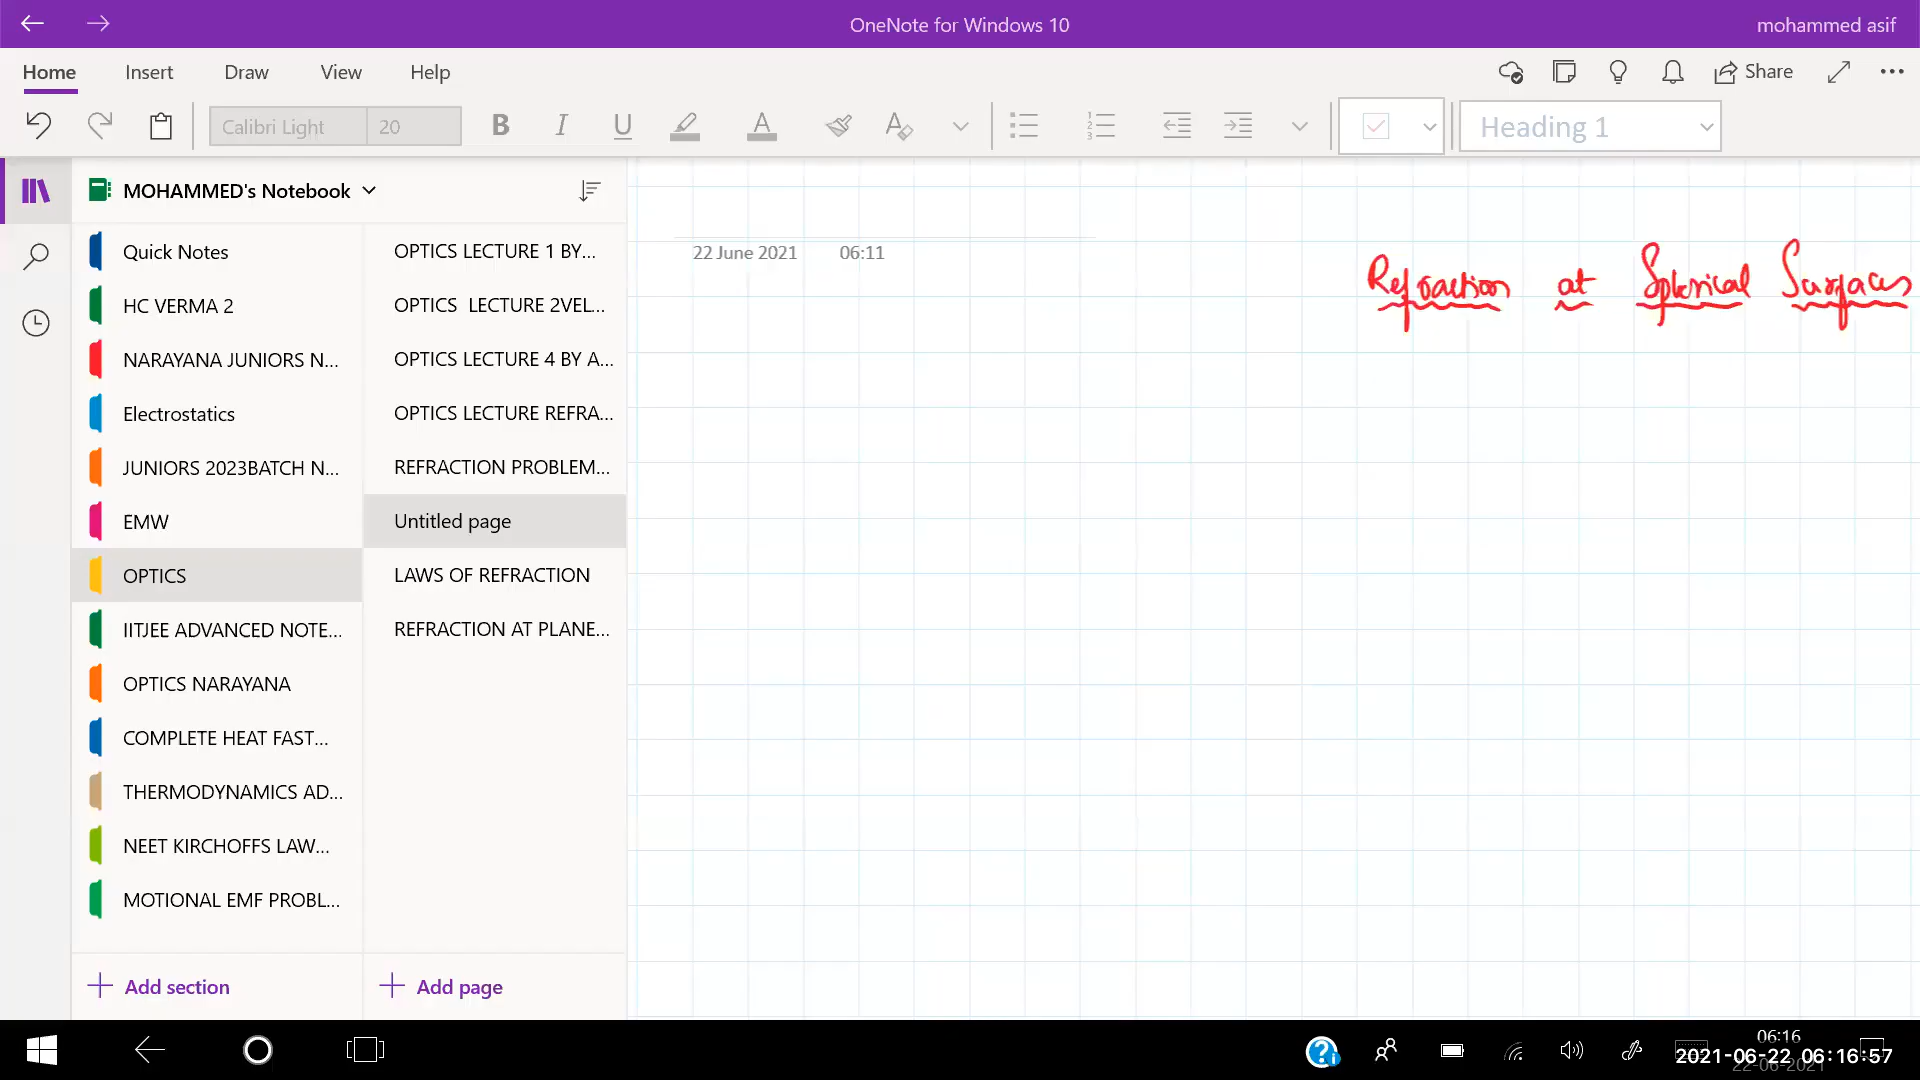 OneNote for Windows 10
mohammed asif
Home Insert Draw View Help
Share
Calibri Light 20 B I U A A Heading 1
MOHAMMED's Notebook
Quick Notes
HC VERMA 2
NARAYANA JUNIORS N...
Electrostatics
JUNIORS 2023BATCH N...
EMW
OPTICS
IITJEE ADVANCED NOTE...
OPTICS NARAYANA
COMPLETE HEAT FAST...
THERMODYNAMICS AD...
NEET KIRCHOFFS LAW...
MOTIONAL EMF PROBL...
Add section
OPTICS LECTURE 1 BY...
OPTICS LECTURE 2VEL...
OPTICS LECTURE 4 BY A...
OPTICS LECTURE REFRA...
REFRACTION PROBLEM...
Untitled page
LAWS OF REFRACTION
REFRACTION AT PLANE...
Add page
22 June 2021 06:11
Refraction at Spherical Surfaces
06:16
2021-06-22 06:16:57
22-06-2021